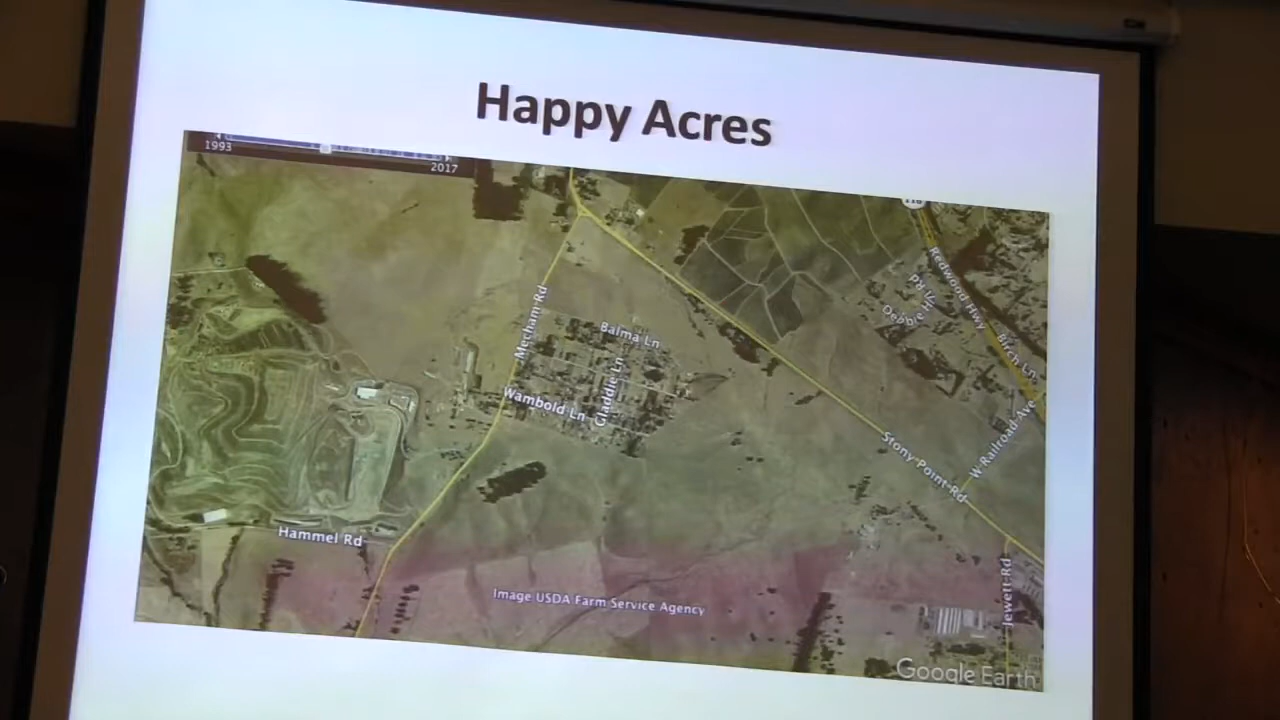 Happy Acres
1993
2017
Redwood Hwy
Mecham Rd
Balma Ln
Birch Ln
Gladdie Ln
Wambold Ln
W Railroad Ave
Stony Point Rd
Hammel Rd
Jewett Rd
Image USDA Farm Service Agency
Google Earth